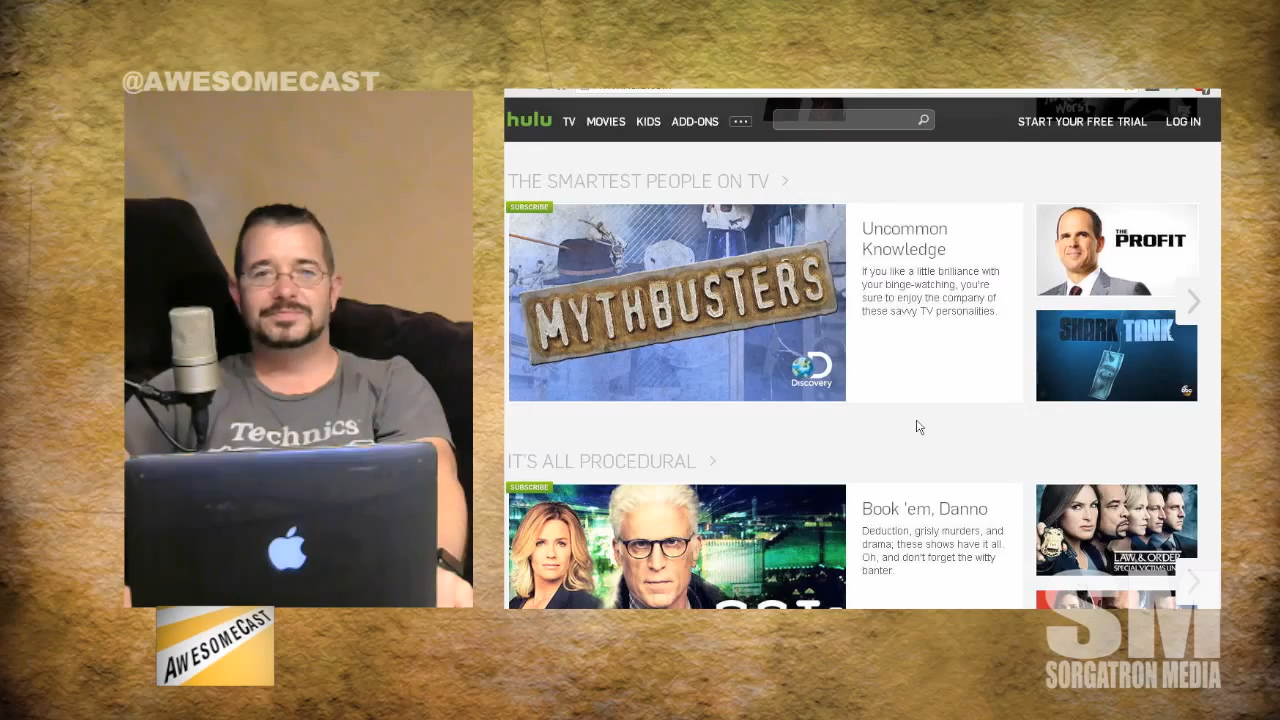 @AWESOMECAST
hulu TV MOVIES KIDS ADD-ONS ••• START YOUR FREE TRIAL LOG IN
THE SMARTEST PEOPLE ON TV >
SUBSCRIBE
MYTHBUSTERS
Discovery
Uncommon
Knowledge
If you like a little brilliance with
your binge-watching, you're
sure to enjoy the company of
these savvy TV personalities.
THE PROFIT
SHARK TANK
abc
IT'S ALL PROCEDURAL >
SUBSCRIBE
Book 'em, Danno
Deduction, grisly murders, and
drama; these shows have it all.
Oh, and don't forget the witty
banter.
LAW & ORDER
Technics
AWESOMECAST
SM
SORGATRON MEDIA